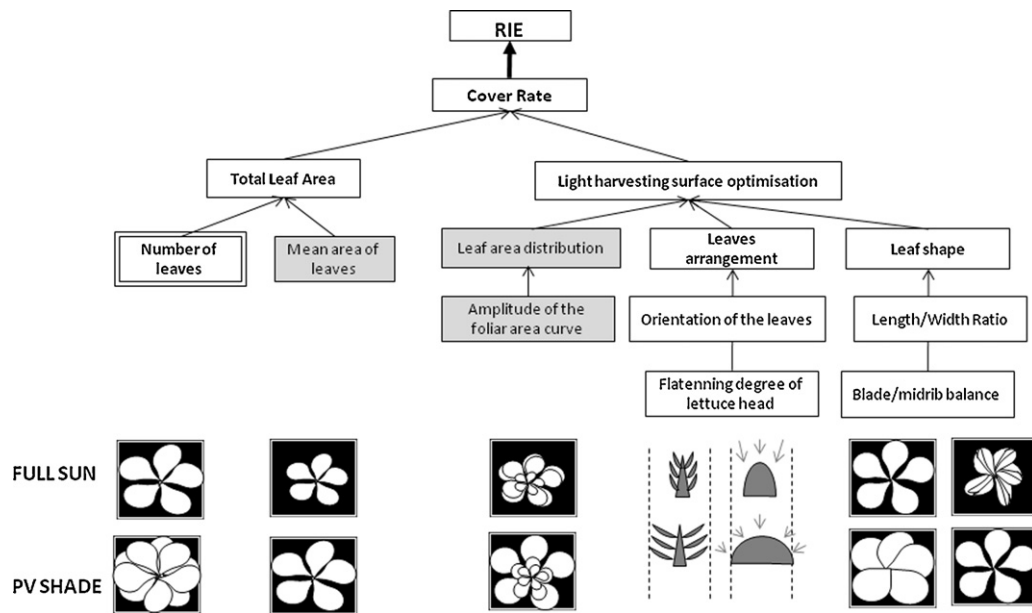 RIE
Cover Rate
Total Leaf Area
Light harvesting surface optimisation
Number of
leaves
Mean area of
leaves
Leaf area distribution
Leaves
arrangement
Leaf shape
Amplitude of the
foliar area curve
Orientation of the leaves
Length/Width Ratio
Flatenning degree of
lettuce head
Blade/midrib balance
FULL SUN
PV SHADE